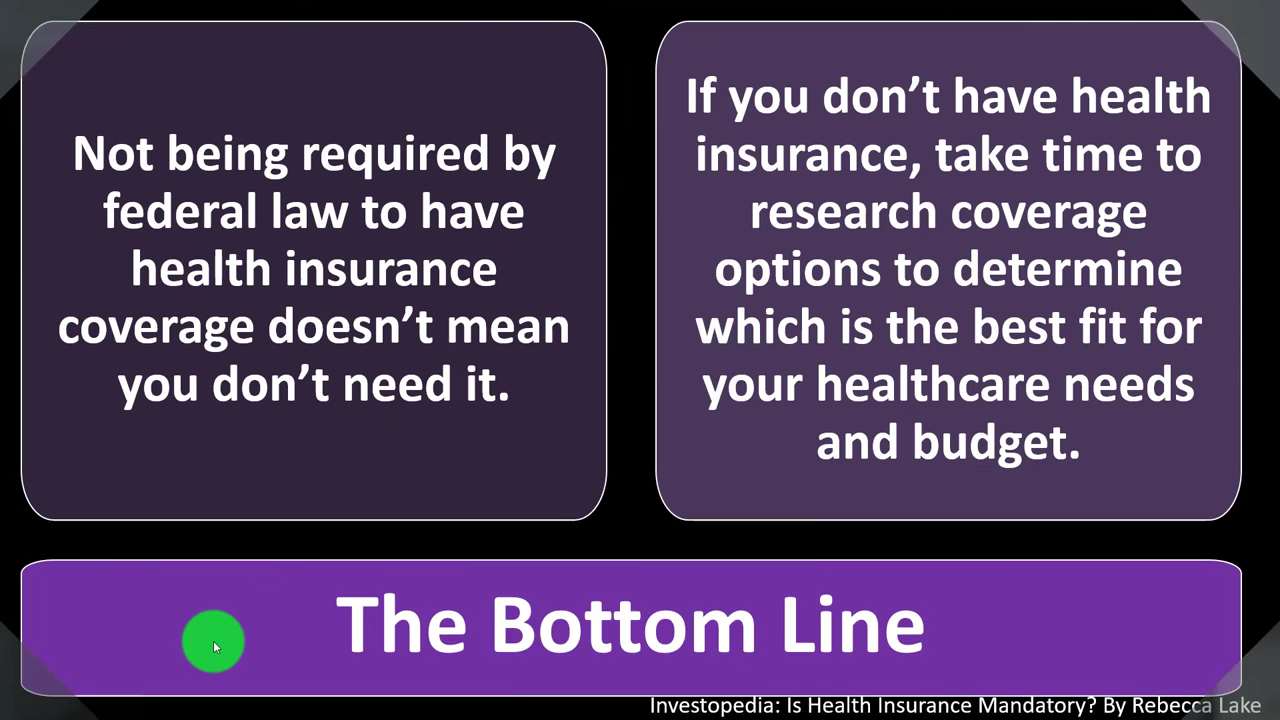 Not being required by
federal law to have
health insurance
coverage doesn’t mean
you don’t need it.
If you don’t have health
insurance, take time to
research coverage
options to determine
which is the best fit for
your healthcare needs
and budget.
The Bottom Line
Investopedia: Is Health Insurance Mandatory? By Rebecca Lake